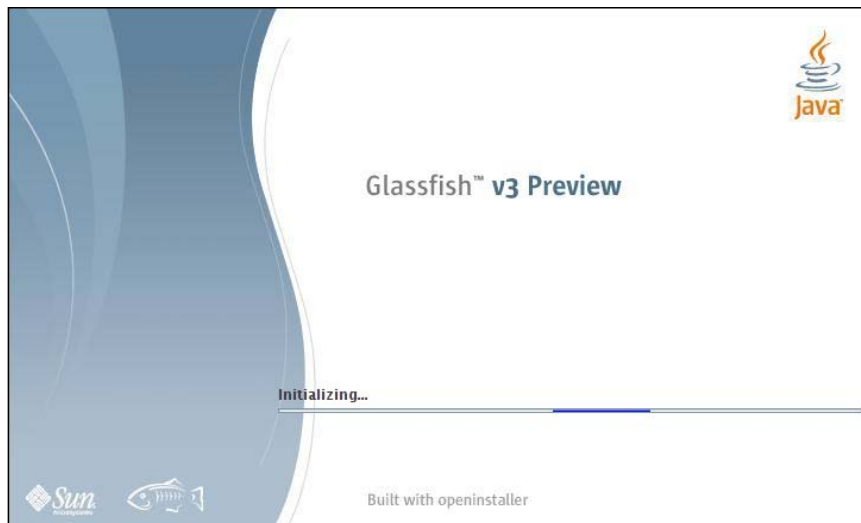 Java
Glassfish™ v3 Preview
Initializing...
Sun
Built with openinstaller